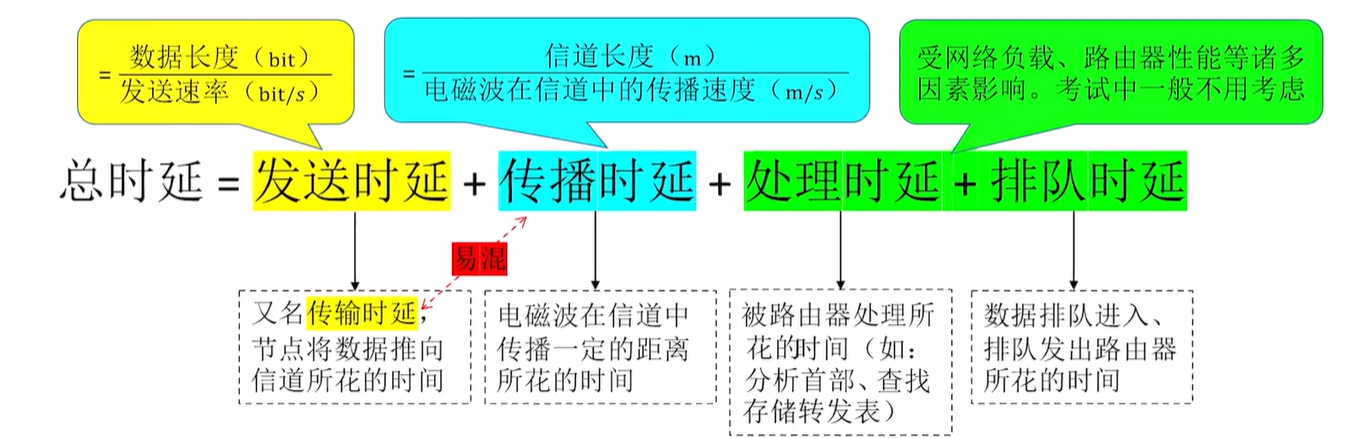 = 数据长度（bit） / 发送速率（bit/s）
= 信道长度（m） / 电磁波在信道中的传播速度（m/s）
受网络负载、路由器性能等诸多
因素影响。考试中一般不用考虑
总时延 = 发送时延 + 传播时延 + 处理时延 + 排队时延
易混
又名传输时延，
节点将数据推向
信道所花的时间
电磁波在信道中
传播一定的距离
所花的时间
被路由器处理所
花的时间（如：
分析首部、查找
存储转发表）
数据排队进入、
排队发出路由器
所花的时间